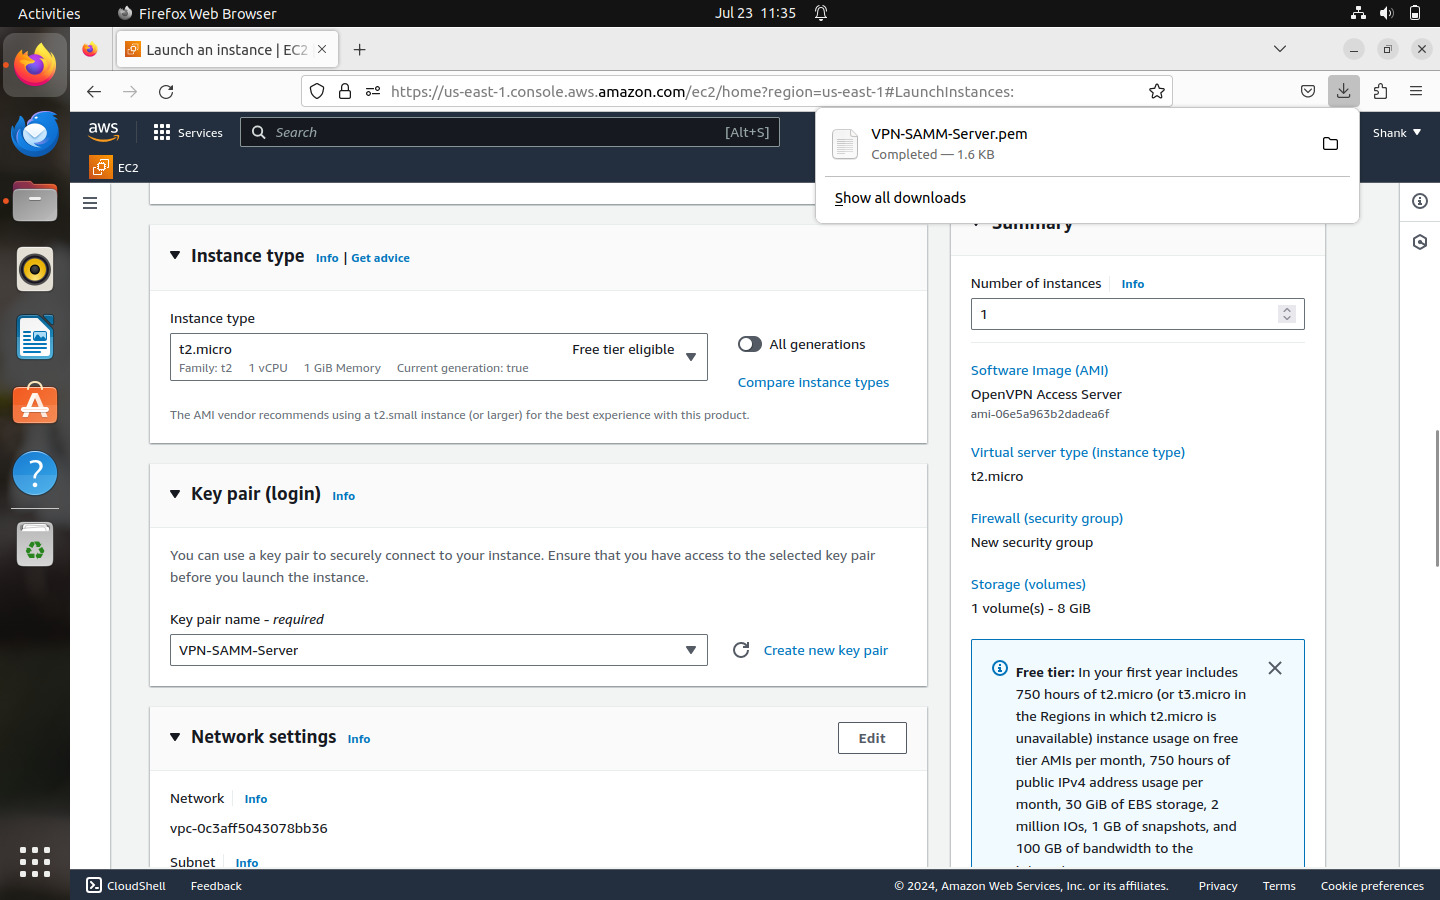 Activities
Firefox Web Browser
Jul 23 11:35
Launch an instance | EC2
https://us-east-1.console.aws.amazon.com/ec2/home?region=us-east-1#LaunchInstances:
VPN-SAMM-Server.pem
Completed — 1.6 KB
Show all downloads
aws
Services
Search
[Alt+S]
Shank
EC2
Instance type
Info | Get advice
Instance type
t2.micro
Free tier eligible
Family: t2 1 vCPU 1 GiB Memory Current generation: true
All generations
Compare instance types
The AMI vendor recommends using a t2.small instance (or larger) for the best experience with this product.
Key pair (login)
Info
You can use a key pair to securely connect to your instance. Ensure that you have access to the selected key pair
before you launch the instance.
Key pair name - required
VPN-SAMM-Server
Create new key pair
Network settings
Info
Edit
Network
Info
vpc-0c3aff5043078bb36
Subnet
Info
Summary
Number of instances
Info
1
Software Image (AMI)
OpenVPN Access Server
ami-06e5a963b2dadea6f
Virtual server type (instance type)
t2.micro
Firewall (security group)
New security group
Storage (volumes)
1 volume(s) - 8 GiB
Free tier: In your first year includes
750 hours of t2.micro (or t3.micro in
the Regions in which t2.micro is
unavailable) instance usage on free
tier AMIs per month, 750 hours of
public IPv4 address usage per
month, 30 GiB of EBS storage, 2
million IOs, 1 GB of snapshots, and
100 GB of bandwidth to the
CloudShell
Feedback
© 2024, Amazon Web Services, Inc. or its affiliates.
Privacy
Terms
Cookie preferences